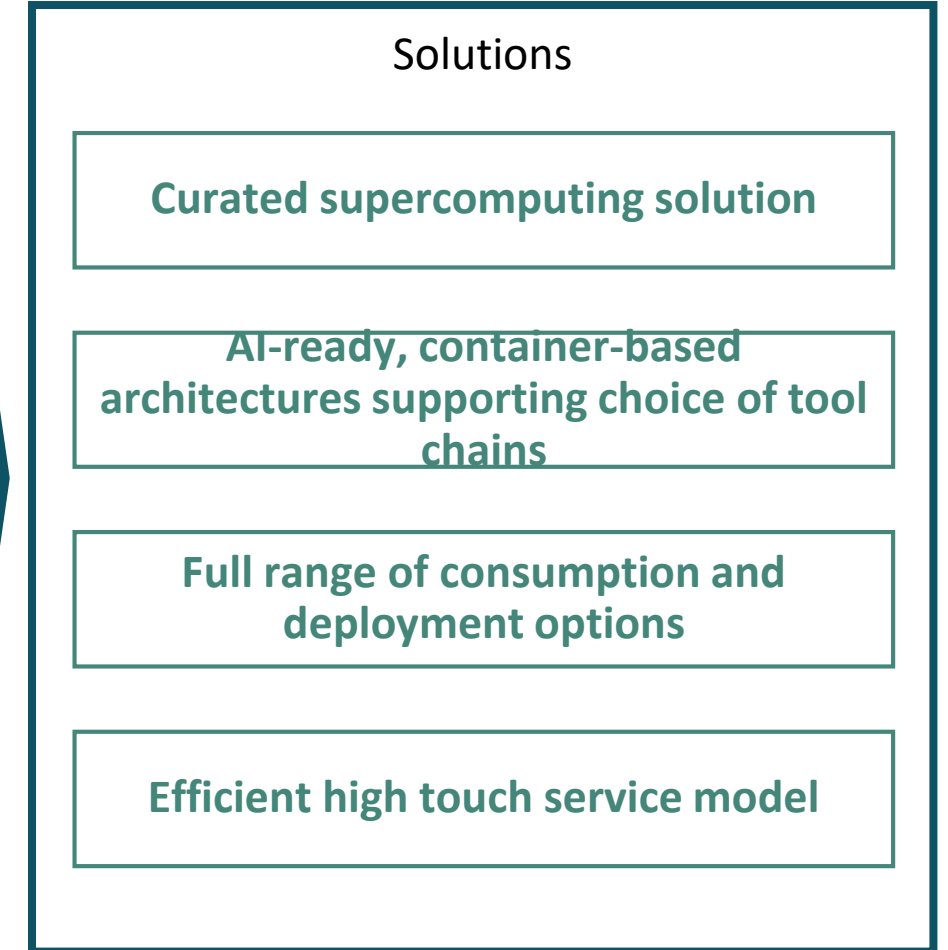 Solutions
Curated supercomputing solution
AI-ready, container-based
architectures supporting choice of tool
chains
Full range of consumption and
deployment options
Efficient high touch service model